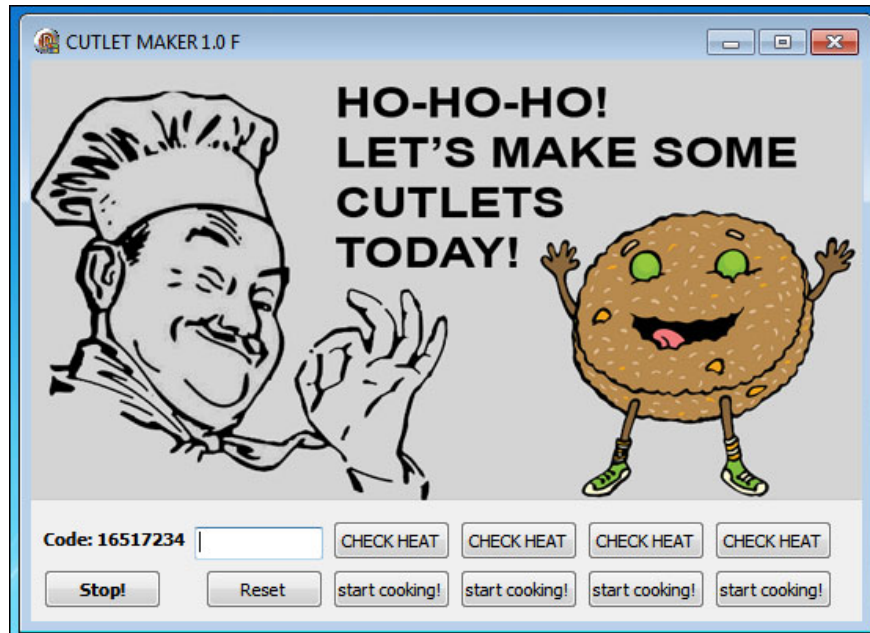 CUTLET MAKER 1.0 F
HO-HO-HO!
LET'S MAKE SOME
CUTLETS
TODAY!
Code: 16517234 CHECK HEAT CHECK HEAT CHECK HEAT CHECK HEAT
Stop! Reset start cooking! start cooking! start cooking! start cooking!